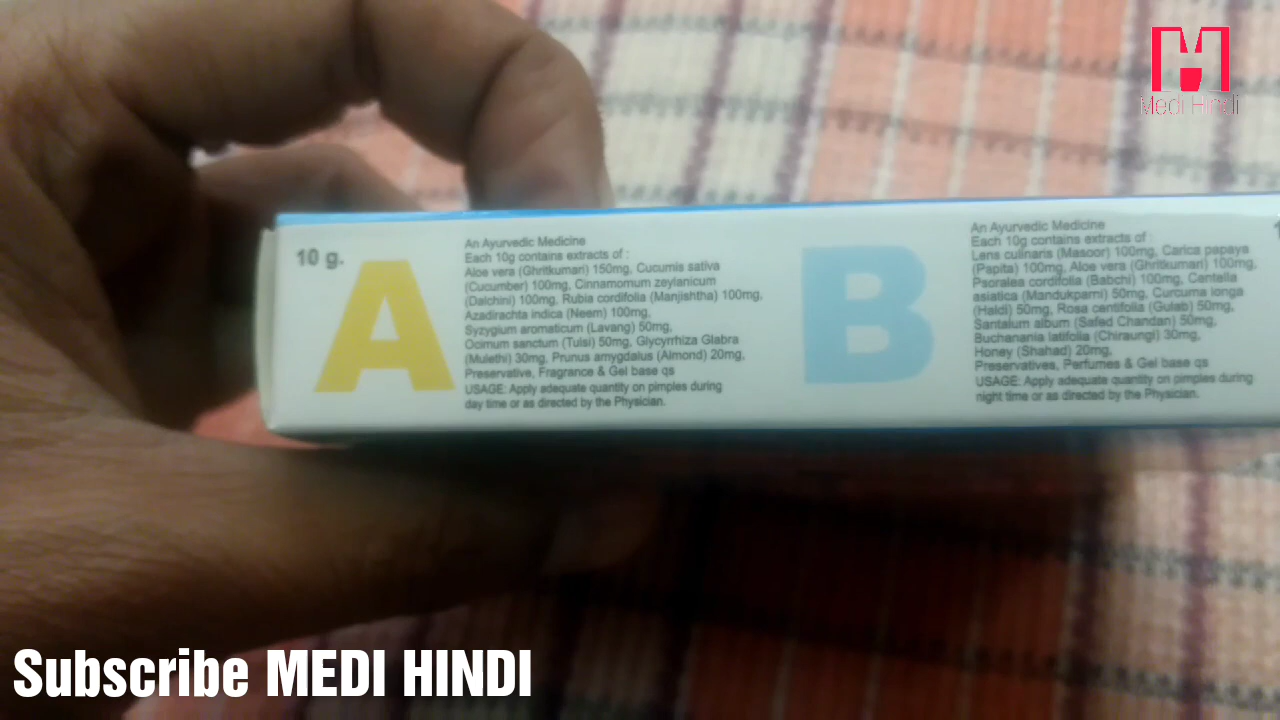 Medi Hindi
10 g.
A
An Ayurvedic Medicine
Each 10g contains extracts of :
Aloe vera (Ghritkumari) 150mg, Cucumis sativa
(Cucumber) 100mg, Cinnamomum zeylanicum
(Dalchini) 100mg, Rubia cordifolia (Manjishtha) 100mg,
Azadirachta indica (Neem) 100mg,
Syzygium aromaticum (Lavang) 50mg,
Ocimum sanctum (Tulsi) 50mg, Glycyrrhiza Glabra
(Mulethi) 30mg, Prunus amygdalus (Almond) 20mg,
Preservative, Fragrance & Gel base qs
USAGE: Apply adequate quantity on pimples during
day time or as directed by the Physician.
B
An Ayurvedic Medicine
Each 10g contains extracts of :
Lens culinaris (Masoor) 100mg, Carica papaya
(Papita) 100mg, Aloe vera (Ghritkumari) 100mg,
Psoralea cordifolia (Babchi) 100mg, Centella
asiatica (Mandukparni) 50mg, Curcuma longa
(Haldi) 50mg, Rosa centifolia (Gulab) 50mg,
Santalum album (Safed Chandan) 50mg,
Buchanania latifolia (Chiraungi) 30mg,
Honey (Shahad) 20mg,
Preservatives, Perfumes & Gel base qs
USAGE: Apply adequate quantity on pimples during
night time or as directed by the Physician.
Subscribe MEDI HINDI